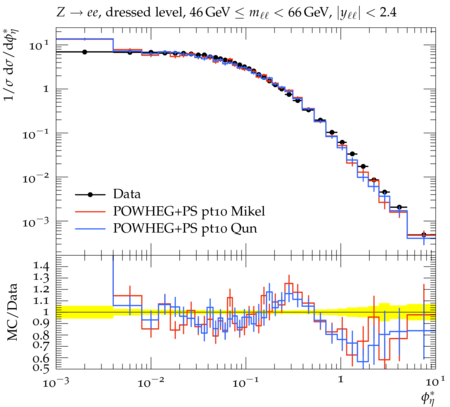 Z → ee, dressed level, 46 GeV ≤ mℓℓ < 66 GeV, |yℓℓ| < 2.4
1/σ dσ/dϕ*η
10^1
1
10^−1
10^−2
10^−3
Data
POWHEG+PS pt10 Mikel
POWHEG+PS pt10 Qun
MC/Data
1.4
1.3
1.2
1.1
1
0.9
0.8
0.7
0.6
0.5
10^−3 10^−2 10^−1 1 10^1
ϕ*η